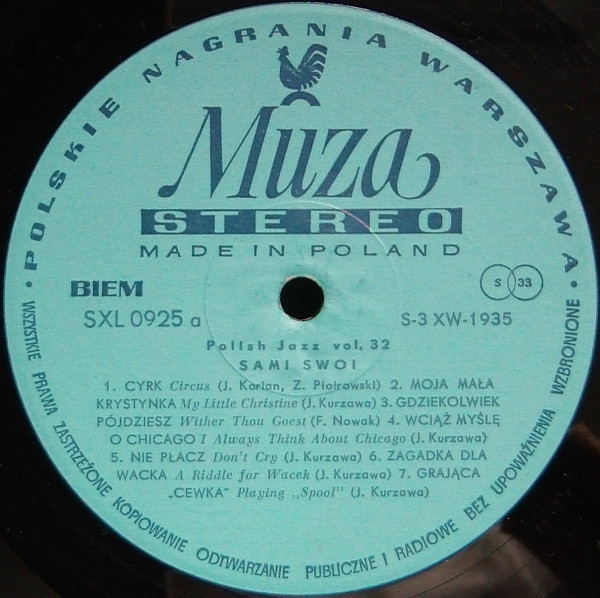 • POLSKIE NAGRANIA WARSZAWA •
Muza
STEREO
MADE IN POLAND
BIEM
S 33
SXL 0925 a
S-3 XW-1935
Polish Jazz vol. 32
SAMI SWOI
1. CYRK Circus (J. Karlan, Z. Piotrowski) 2. MOJA MAŁA
KRYSTYNKA My Little Christine (J. Kurzawa) 3. GDZIEKOLWIEK
PÓJDZIESZ Wither Thou Goest (F. Nowak) 4. WCIĄŻ MYŚLĘ
O CHICAGO I Always Think About Chicago (J. Kurzawa)
5. NIE PŁACZ Don't Cry (J. Kurzawa) 6. ZAGADKA DLA
WACKA A Riddle for Wacek (J. Kurzawa) 7. GRAJĄCA
„CEWKA" Playing „Spool" (J. Kurzawa)
WSZYSTKIE PRAWA ZASTRZEŻONE KOPIOWANIE ODTWARZANIE PUBLICZNE I RADIOWE BEZ UPOWAŻNIENIA WZBRONIONE